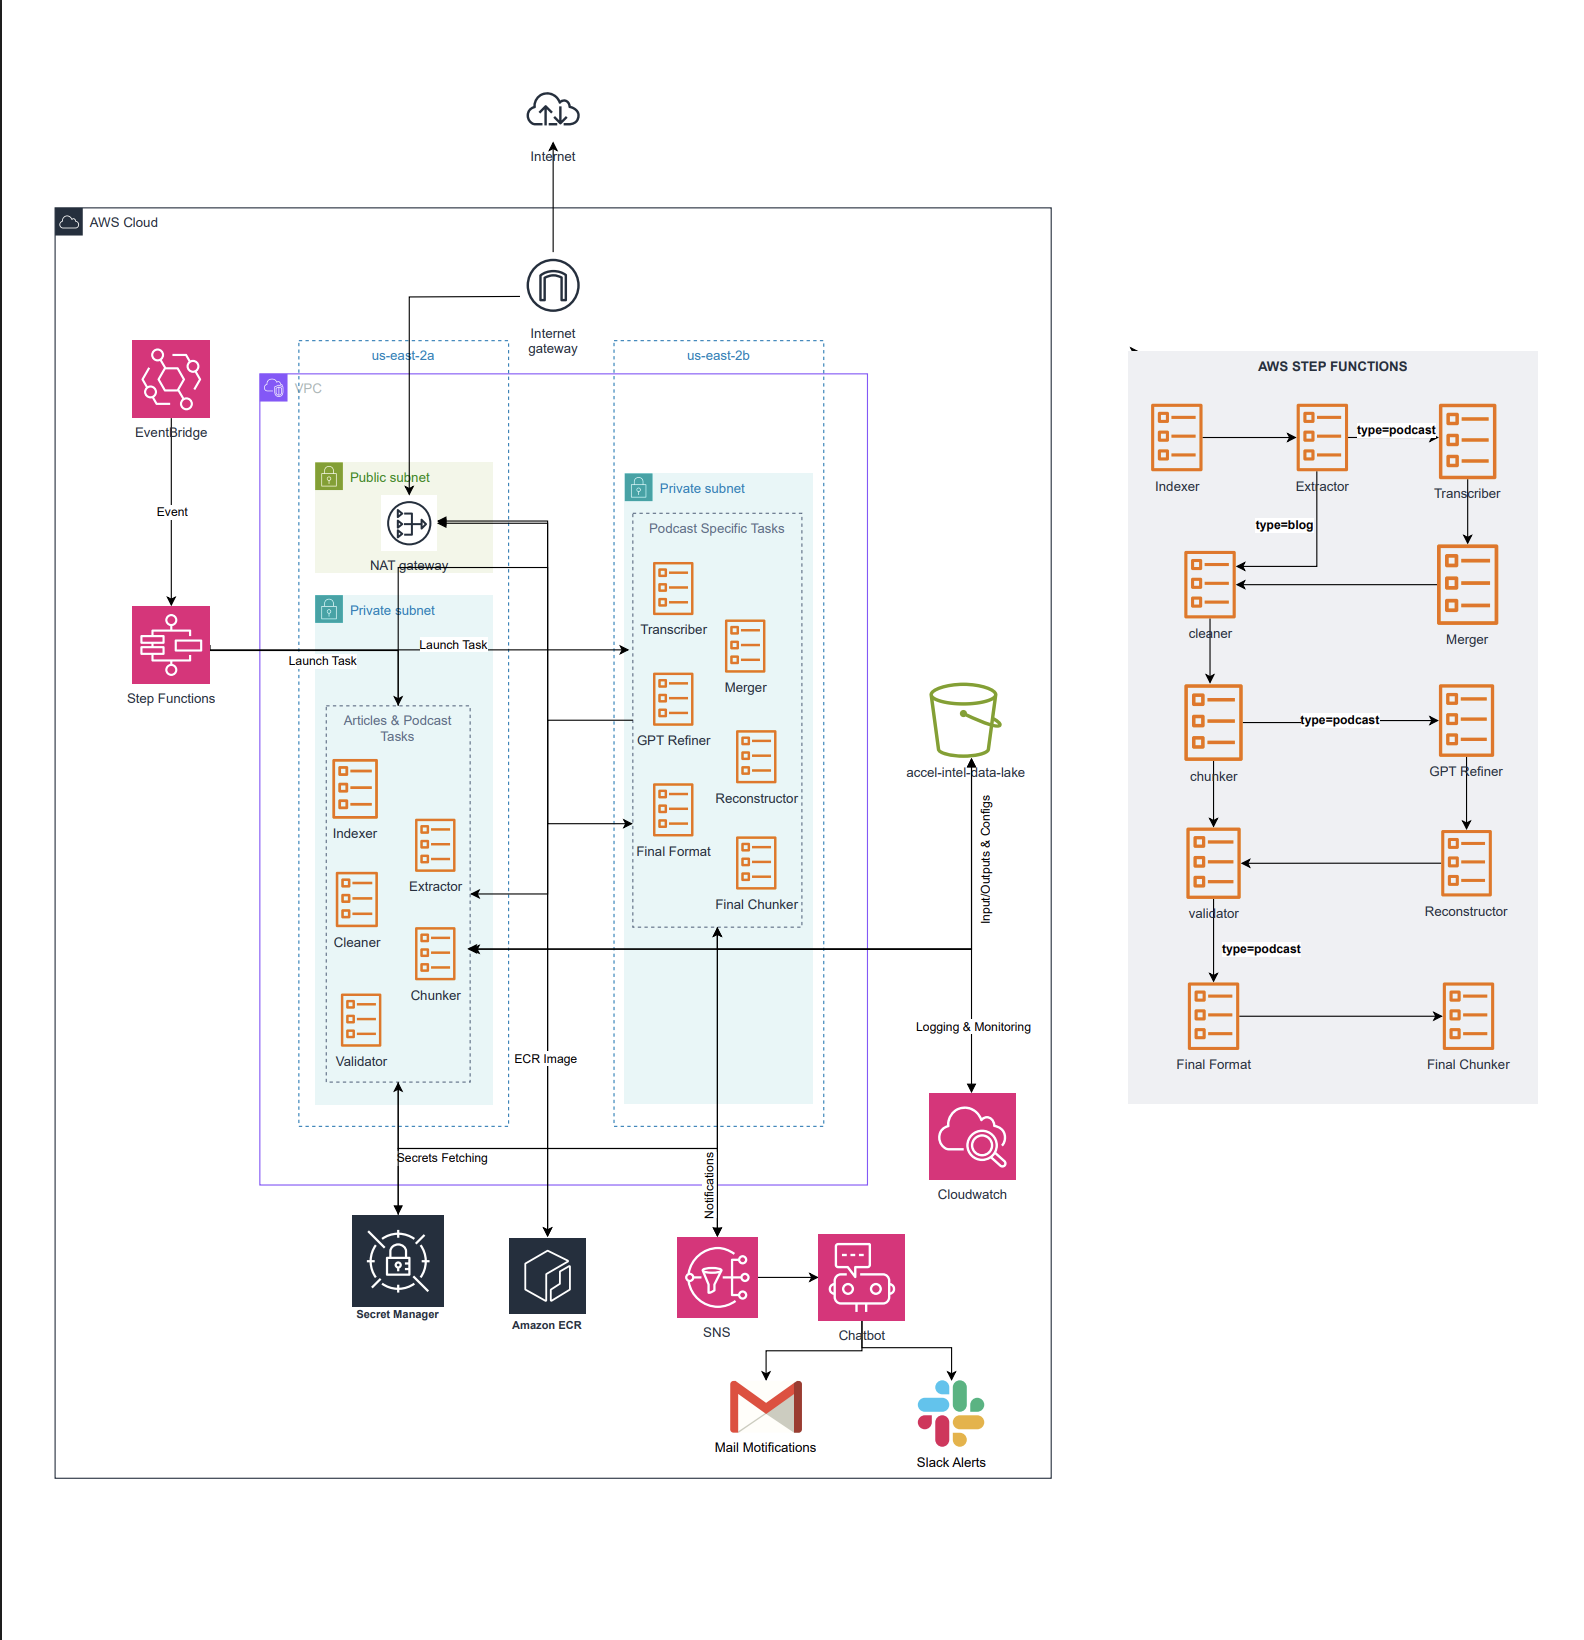 Internet
AWS Cloud
Internet
gateway
us-east-2a
us-east-2b
VPC
EventBridge
Public subnet
Private subnet
NAT gateway
Podcast Specific Tasks
Event
Private subnet
Transcriber
Launch Task
Launch Task
Merger
Step Functions
Articles & Podcast
Tasks
GPT Refiner
accel-intel-data-lake
Reconstructor
Indexer
Final Format
Input/Outputs & Configs
Extractor
Final Chunker
Cleaner
Chunker
Logging & Monitoring
Validator
ECR Image
Secrets Fetching
Notifications
Cloudwatch
Secret Manager
Amazon ECR
SNS
Chatbot
Mail Motifications
Slack Alerts
AWS STEP FUNCTIONS
type=podcast
Indexer
Extractor
Transcriber
type=blog
cleaner
Merger
type=podcast
chunker
GPT Refiner
validator
Reconstructor
type=podcast
Final Format
Final Chunker